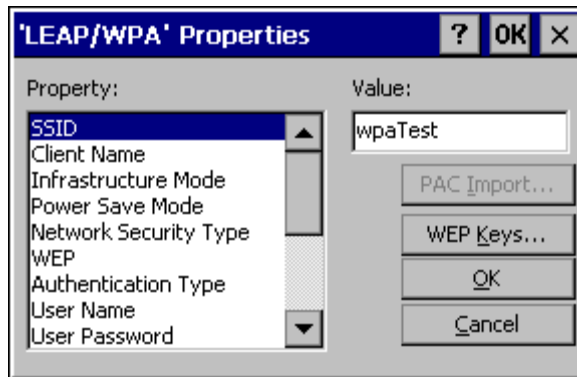 'LEAP/WPA' Properties ? OK ×
Property:
SSID
Client Name
Infrastructure Mode
Power Save Mode
Network Security Type
WEP
Authentication Type
User Name
User Password
Value:
wpaTest
PAC Import...
WEP Keys...
OK
Cancel